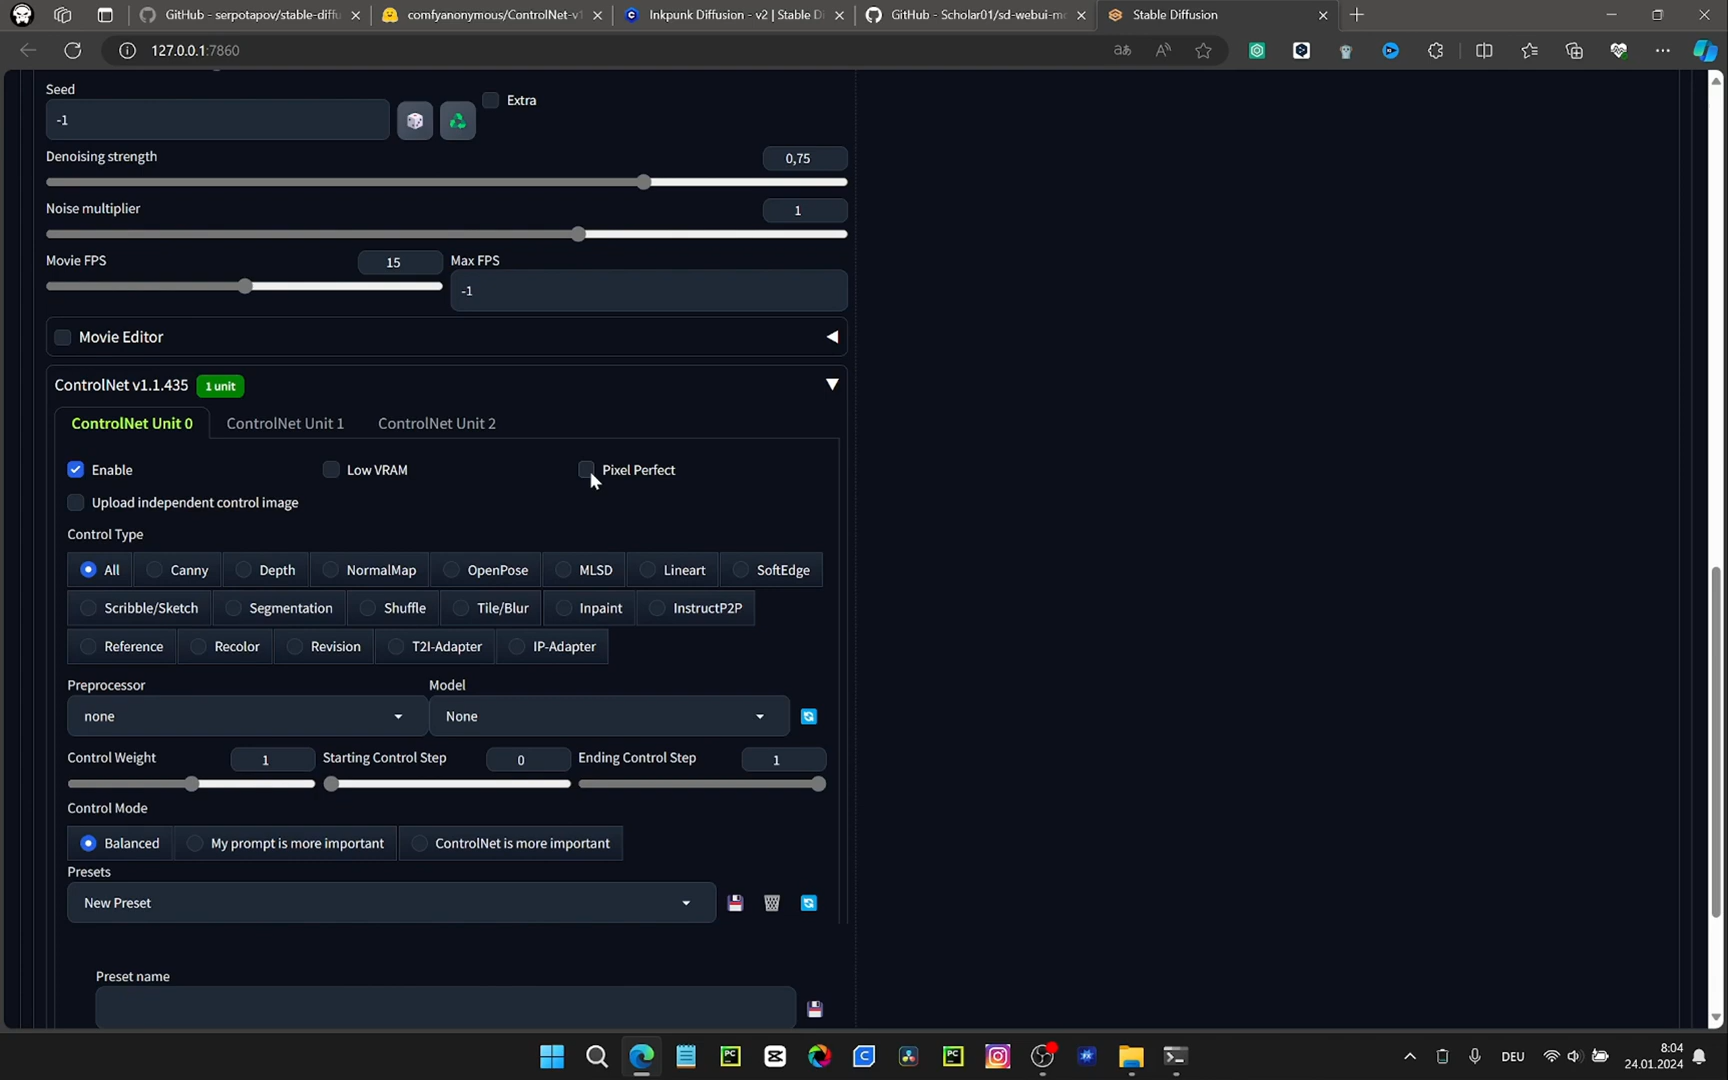 GitHub - serpotapov/stable-diffu
comfyanonymous/ControlNet-v1
Inkpunk Diffusion - v2 | Stable Di
GitHub - Scholar01/sd-webui-mo
Stable Diffusion
127.0.0.1:7860
Seed
-1
Extra
Denoising strength
0,75
Noise multiplier
1
Movie FPS
15
Max FPS
-1
Movie Editor
ControlNet v1.1.435
1 unit
ControlNet Unit 0
ControlNet Unit 1
ControlNet Unit 2
Enable
Low VRAM
Pixel Perfect
Upload independent control image
Control Type
All
Canny
Depth
NormalMap
OpenPose
MLSD
Lineart
SoftEdge
Scribble/Sketch
Segmentation
Shuffle
Tile/Blur
Inpaint
InstructP2P
Reference
Recolor
Revision
T2I-Adapter
IP-Adapter
Preprocessor
Model
none
None
Control Weight
1
Starting Control Step
0
Ending Control Step
1
Control Mode
Balanced
My prompt is more important
ControlNet is more important
Presets
New Preset
Preset name
DEU
8:04
24.01.2024